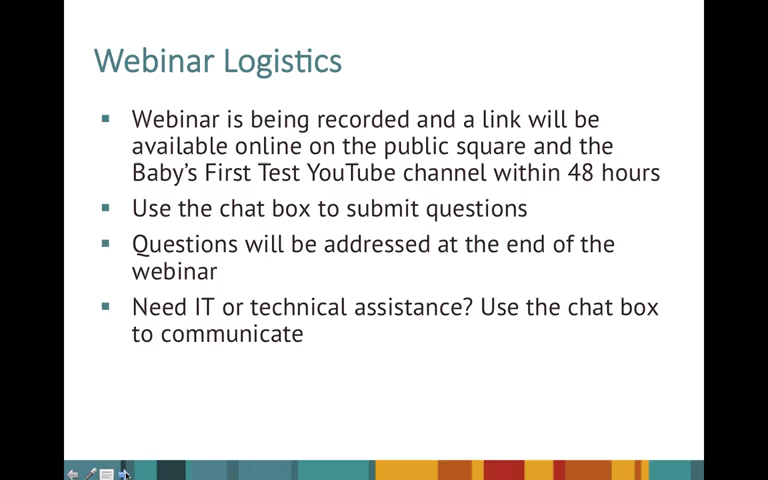 Webinar Logistics
Webinar is being recorded and a link will be
available online on the public square and the
Baby's First Test YouTube channel within 48 hours
Use the chat box to submit questions
Questions will be addressed at the end of the
webinar
Need IT or technical assistance? Use the chat box
to communicate